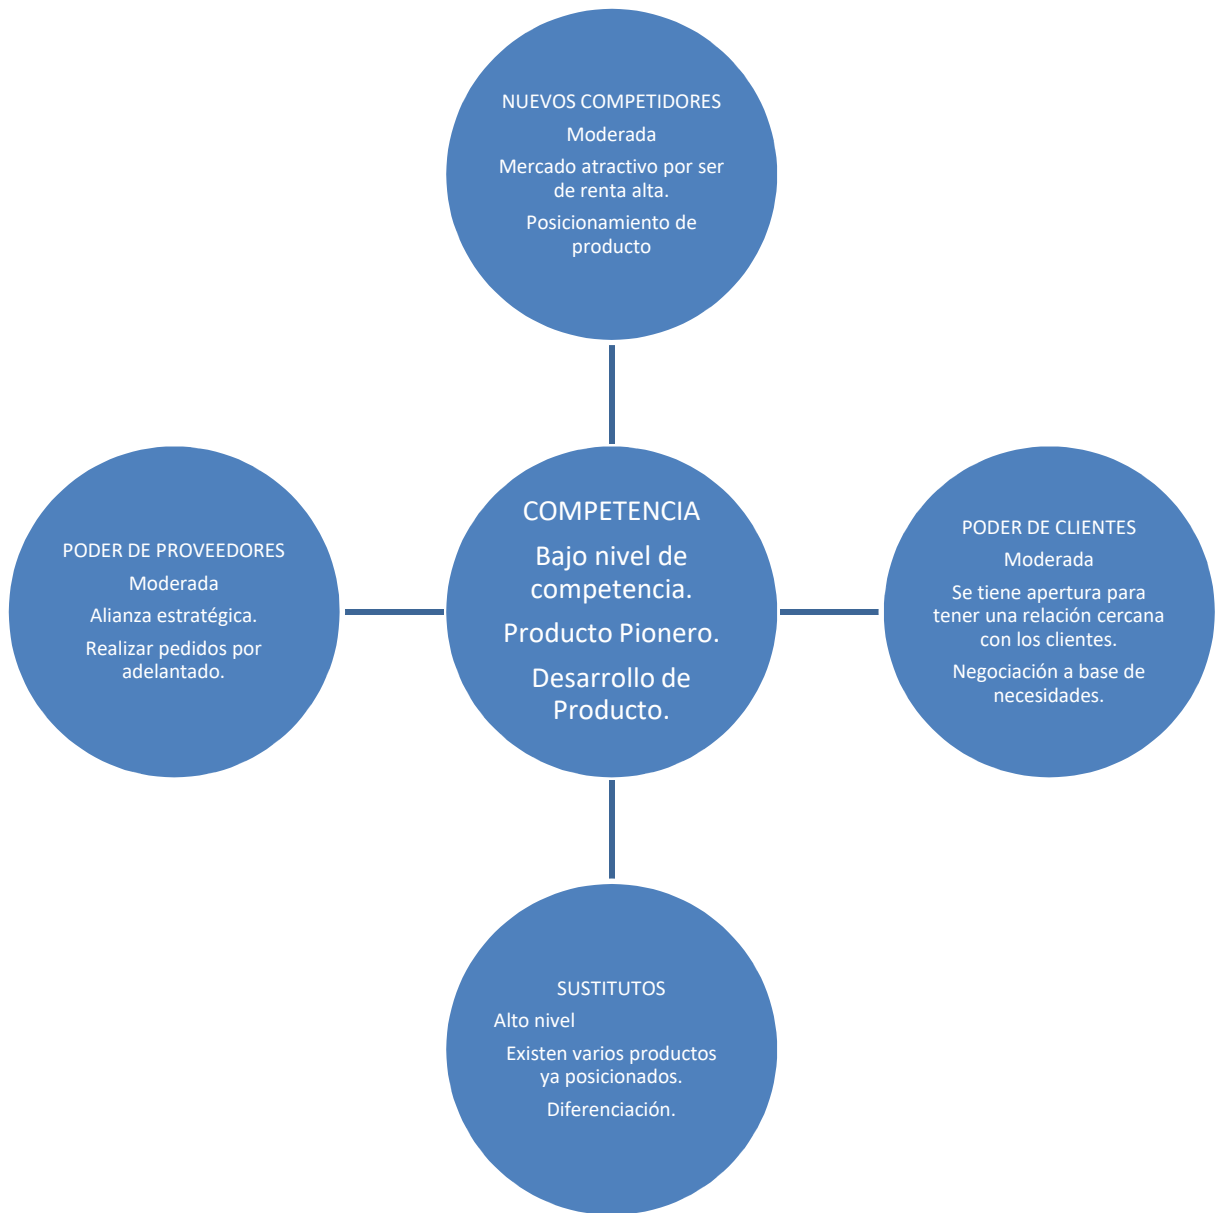 NUEVOS COMPETIDORES
Moderada
Mercado atractivo por ser
de renta alta.
Posicionamiento de
producto
PODER DE PROVEEDORES
Moderada
Alianza estratégica.
Realizar pedidos por
adelantado.
COMPETENCIA
Bajo nivel de
competencia.
Producto Pionero.
Desarrollo de
Producto.
PODER DE CLIENTES
Moderada
Se tiene apertura para
tener una relación cercana
con los clientes.
Negociación a base de
necesidades.
SUSTITUTOS
Alto nivel
Existen varios productos
ya posicionados.
Diferenciación.